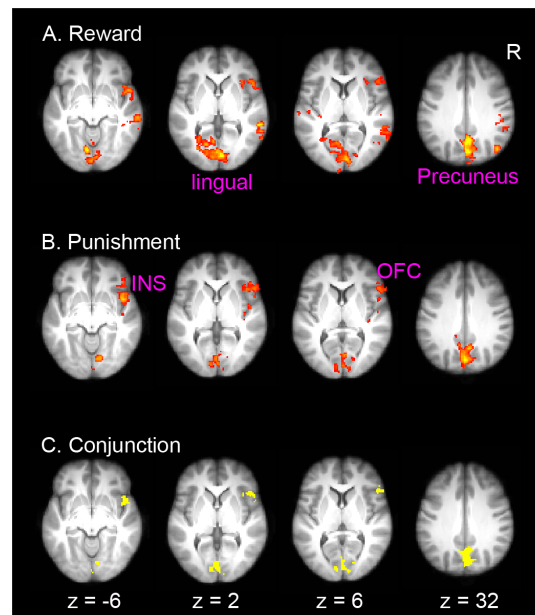 A. Reward
R
lingual
Precuneus
B. Punishment
INS
OFC
C. Conjunction
z = -6
z = 2
z = 6
z = 32